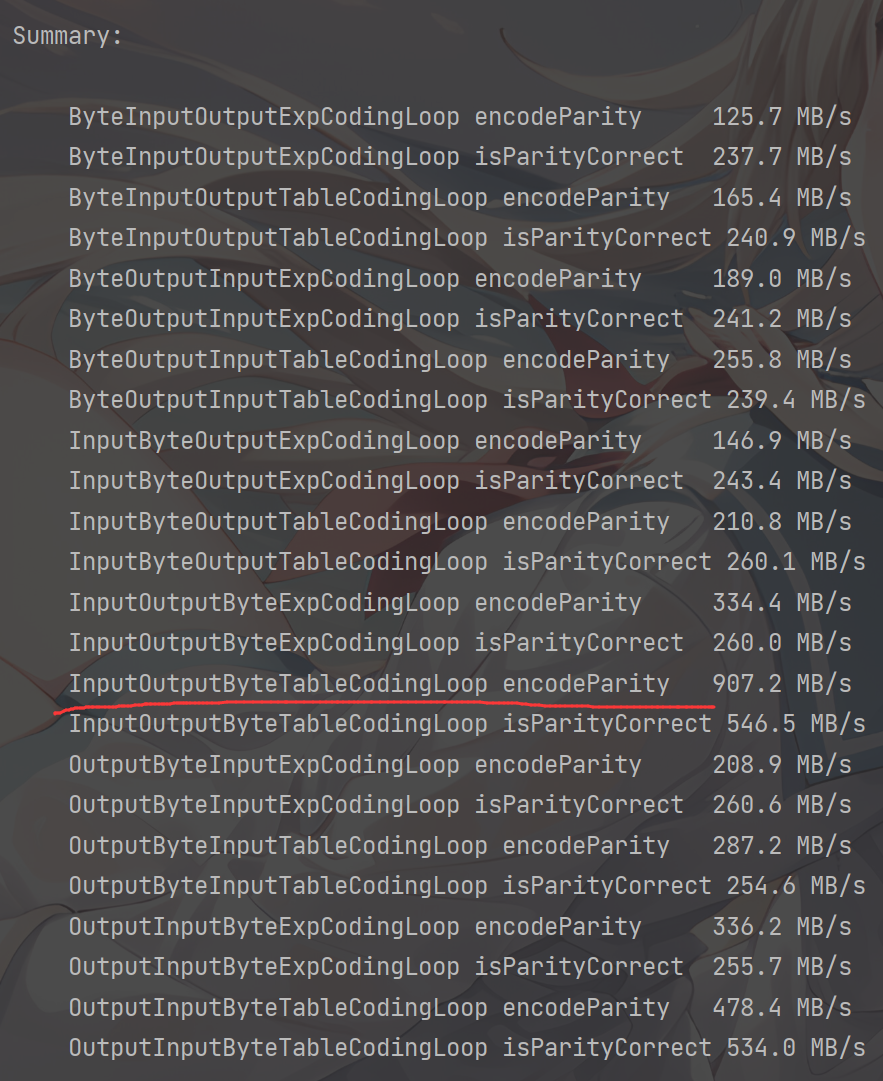 Summary:
ByteInputOutputExpCodingLoop encodeParity 125.7 MB/s
ByteInputOutputExpCodingLoop isParityCorrect 237.7 MB/s
ByteInputOutputTableCodingLoop encodeParity 165.4 MB/s
ByteInputOutputTableCodingLoop isParityCorrect 240.9 MB/s
ByteOutputInputExpCodingLoop encodeParity 189.0 MB/s
ByteOutputInputExpCodingLoop isParityCorrect 241.2 MB/s
ByteOutputInputTableCodingLoop encodeParity 255.8 MB/s
ByteOutputInputTableCodingLoop isParityCorrect 239.4 MB/s
InputByteOutputExpCodingLoop encodeParity 146.9 MB/s
InputByteOutputExpCodingLoop isParityCorrect 243.4 MB/s
InputByteOutputTableCodingLoop encodeParity 210.8 MB/s
InputByteOutputTableCodingLoop isParityCorrect 260.1 MB/s
InputOutputByteExpCodingLoop encodeParity 334.4 MB/s
InputOutputByteExpCodingLoop isParityCorrect 260.0 MB/s
InputOutputByteTableCodingLoop encodeParity 907.2 MB/s
InputOutputByteTableCodingLoop isParityCorrect 546.5 MB/s
OutputByteInputExpCodingLoop encodeParity 208.9 MB/s
OutputByteInputExpCodingLoop isParityCorrect 260.6 MB/s
OutputByteInputTableCodingLoop encodeParity 287.2 MB/s
OutputByteInputTableCodingLoop isParityCorrect 254.6 MB/s
OutputInputByteExpCodingLoop encodeParity 336.2 MB/s
OutputInputByteExpCodingLoop isParityCorrect 255.7 MB/s
OutputInputByteTableCodingLoop encodeParity 478.4 MB/s
OutputInputByteTableCodingLoop isParityCorrect 534.0 MB/s